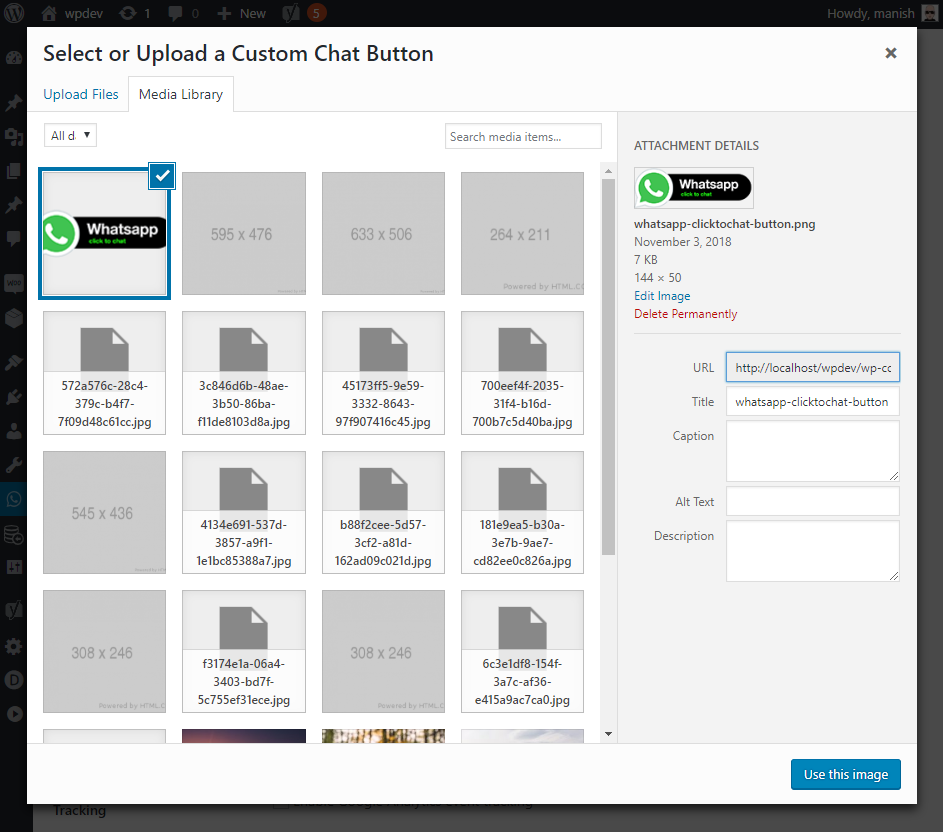 wpdev
1
0
New
5
Howdy, manish
Select or Upload a Custom Chat Button
Upload Files
Media Library
All d
Search media items...
Whatsapp
click to chat
595 x 476
633 x 506
264 x 211
Powered by HTML.CO
572a576c-28c4-
379c-b4f7-
7f09d48c61cc.jpg
3c846d6b-48ae-
3b50-86ba-
f11de8103d8a.jpg
45173ff5-9e59-
3332-8643-
97f907416c45.jpg
700eef4f-2035-
31f4-b16d-
700b7c5d40ba.jpg
545 x 436
4134e691-537d-
3857-a9f1-
1e1bc85388a7.jpg
b88f2cee-5d57-
3cf2-a81d-
162ad09c021d.jpg
181e9ea5-b30a-
3e7b-9ae7-
cd82ee0c826a.jpg
308 x 246
Powered by HTML.C
f3174e1a-06a4-
3403-bd7f-
5c755ef31ece.jpg
308 x 246
Powered by HTML.C
6c3e1df8-154f-
3a7c-af36-
e415a9ac7ca0.jpg
ATTACHMENT DETAILS
Whatsapp
click to chat
whatsapp-clicktochat-button.png
November 3, 2018
7 KB
144 × 50
Edit Image
Delete Permanently
URL
http://localhost/wpdev/wp-cc
Title
whatsapp-clicktochat-button
Caption
Alt Text
Description
Use this image
Tracking